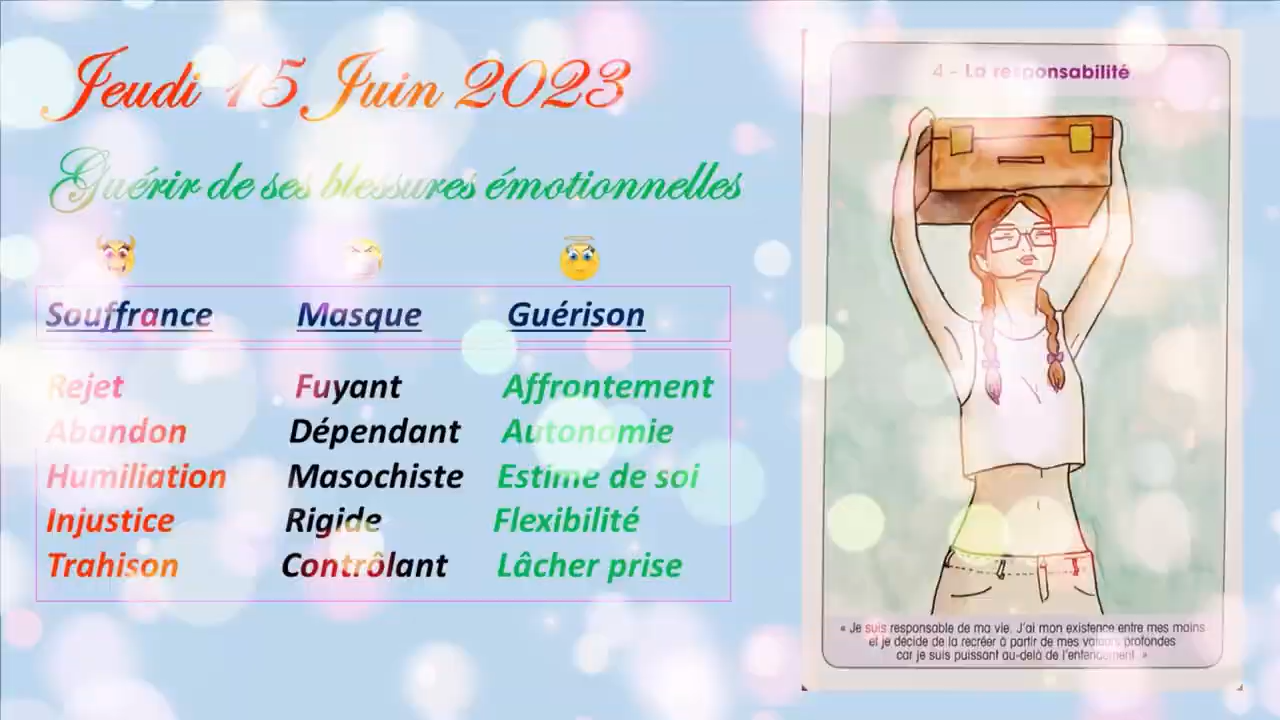 Jeudi 15 Juin 2023
Guérir de ses blessures émotionnelles
Souffrance Masque Guérison
Rejet Fuyant Affrontement
Abandon Dépendant Autonomie
Humiliation Masochiste Estime de soi
Injustice Rigide Flexibilité
Trahison Contrôlant Lâcher prise
4 - La responsabilité
« Je suis responsable de ma vie. J'ai mon existence entre mes mains
et je décide de la recréer à partir de mes valeurs profondes
car je suis puissant au-delà de l'entendement. »